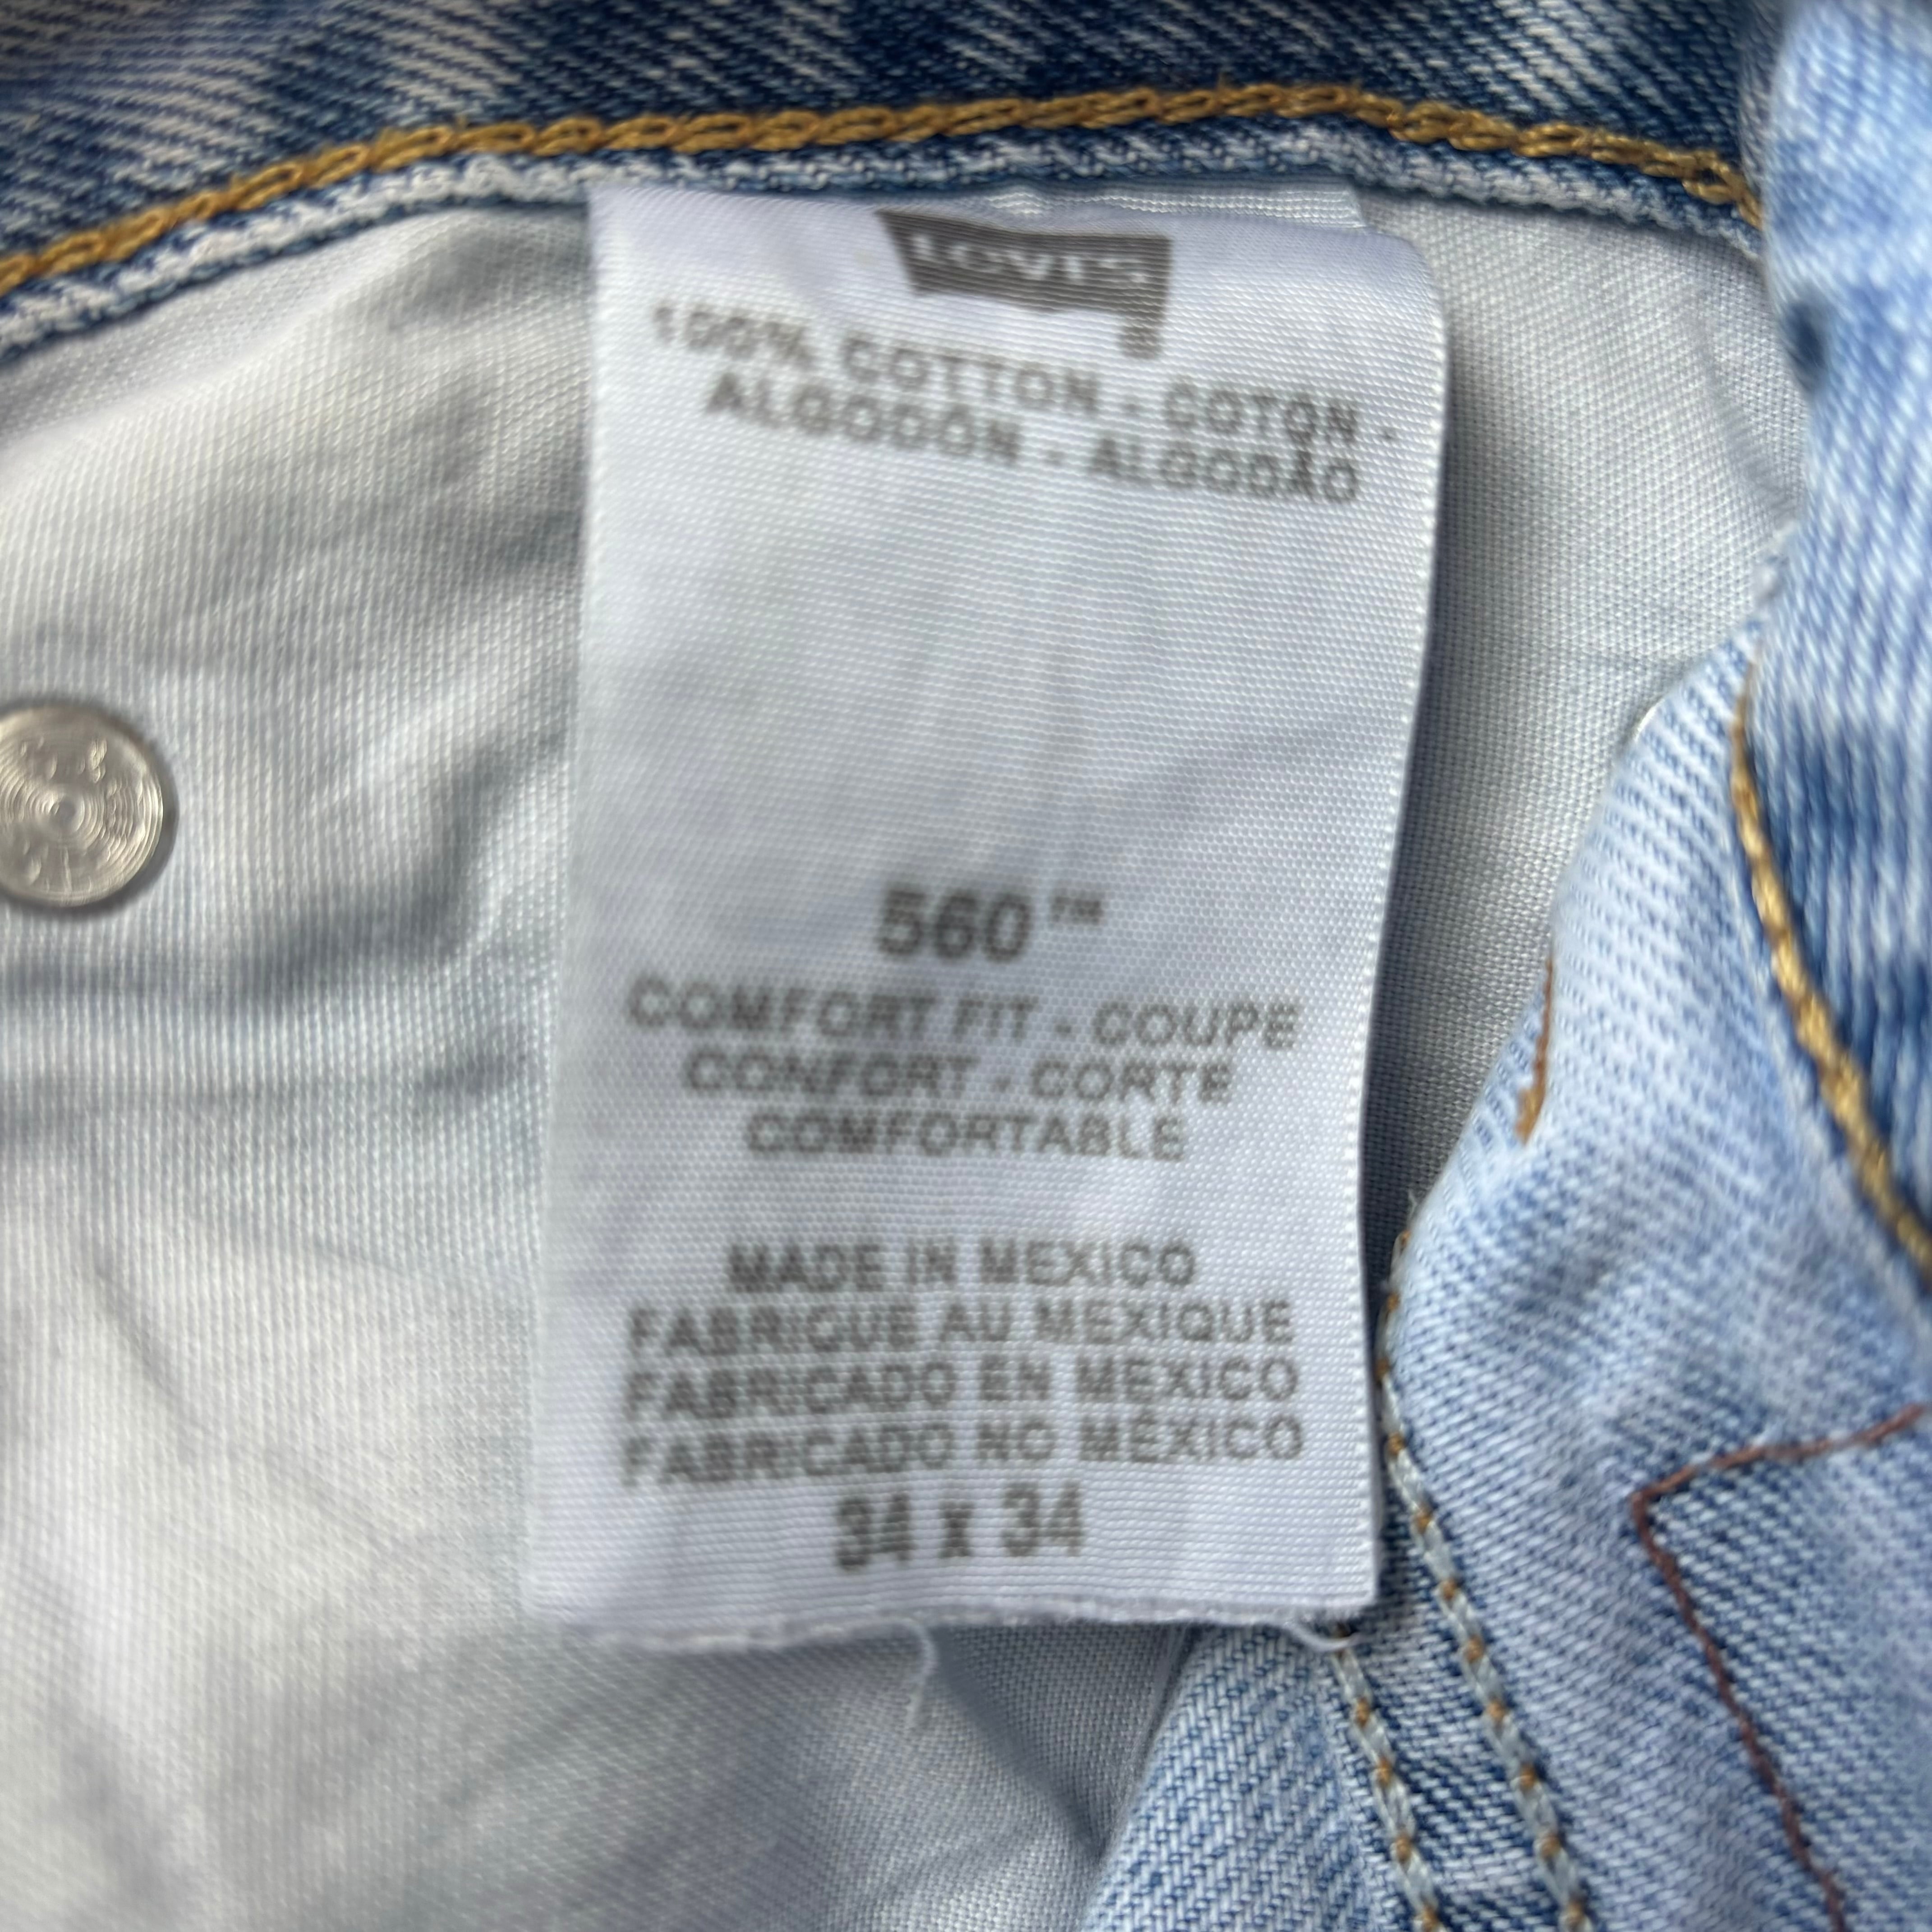 LEVI'S
100% COTTON - COTON -
ALGODÓN - ALGODÃO
560™
COMFORT FIT - COUPE
CONFORT - CORTE
COMFORTABLE
MADE IN MEXICO
FABRIQUE AU MEXIQUE
FABRICADO EN MEXICO
FABRICADO NO MÉXICO
34 x 34